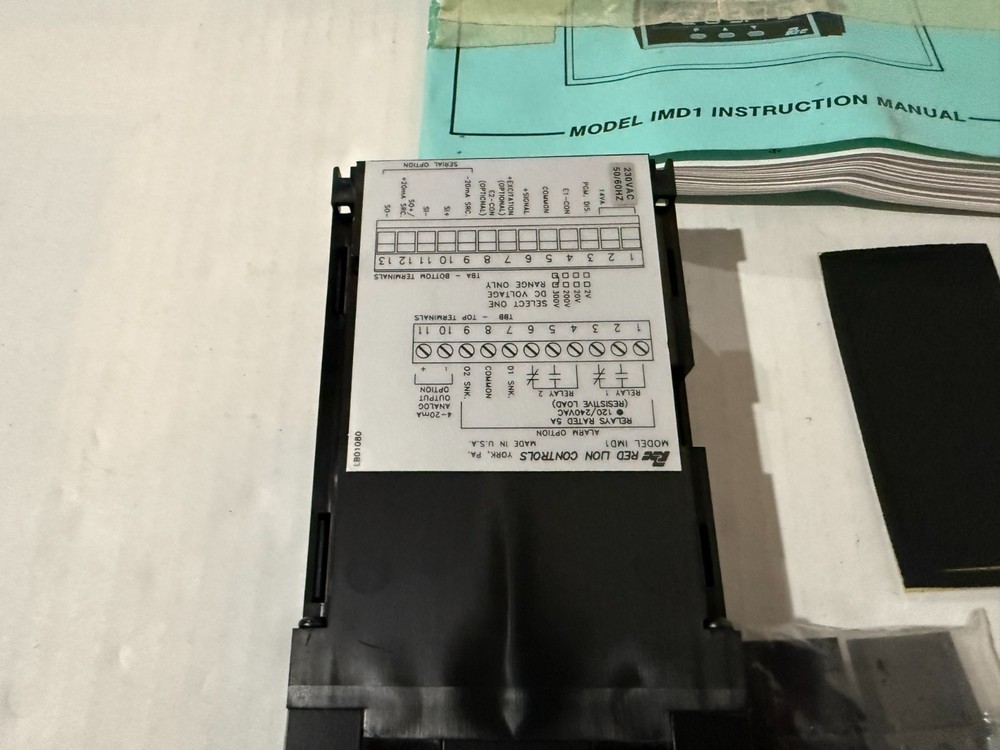 MODEL IMD1 INSTRUCTION MANUAL
RED LION CONTROLS YORK, PA.
MODEL IMD1 MADE IN U.S.A.
ALARM OPTION
RELAYS RATED 5A
● 120/240VAC
(RESISTIVE LOAD)
RELAY 1 RELAY 2
O1 SNK. COMMON O2 SNK.
4-20mA
ANALOG
OUTPUT
OPTION
- +
1 2 3 4 5 6 7 8 9 10 11
TBB - TOP TERMINALS
SELECT ONE
DC VOLTAGE
RANGE ONLY
2V
20V
200V
300V
TBA - BOTTOM TERMINALS
1 2 3 4 5 6 7 8 9 10 11 12 13
230VAC
50/60HZ
14VA
PGM. DIS.
E1-CON
COMMON
+SIGNAL
+EXCITATION
(OPTIONAL)
E2-CON
(OPTIONAL)
-20mA SRC.
SI+
SI-
SO+/
+20mA SRC.
SO-
SERIAL OPTION
LB01080